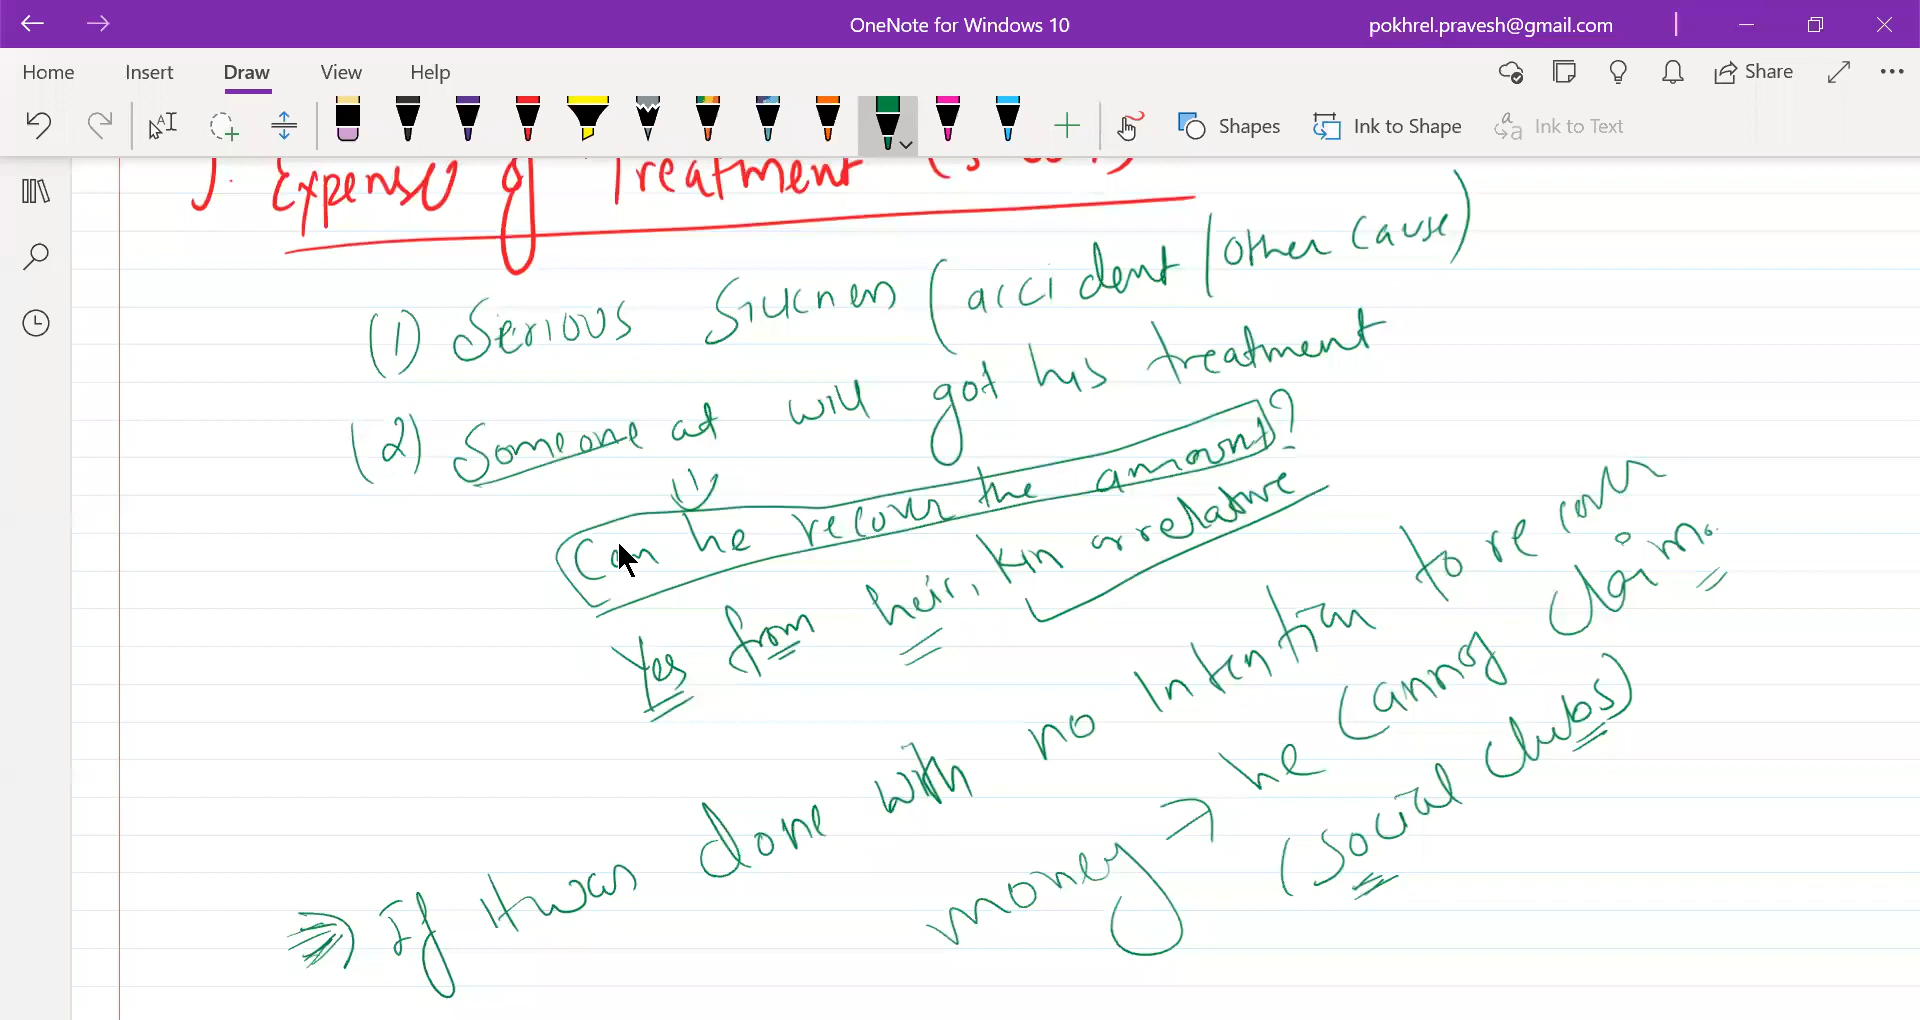 OneNote for Windows 10
pokhrel.pravesh@gmail.com
Home Insert Draw View Help
Share
Shapes Ink to Shape Ink to Text
Expense of Treatment
(1) Serious Sickness (accident / other cause)
(2) Someone at will got his treatment
Can he recover the amount?
Yes from heir, kin or relative
⇒ If it was done with no intention to recover
money → he cannot claim.
(Social clubs)